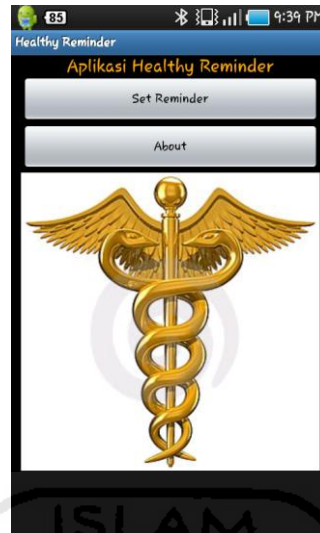 85 9:39 PM
Healthy Reminder
Aplikasi Healthy Reminder
Set Reminder
About
ISLAM